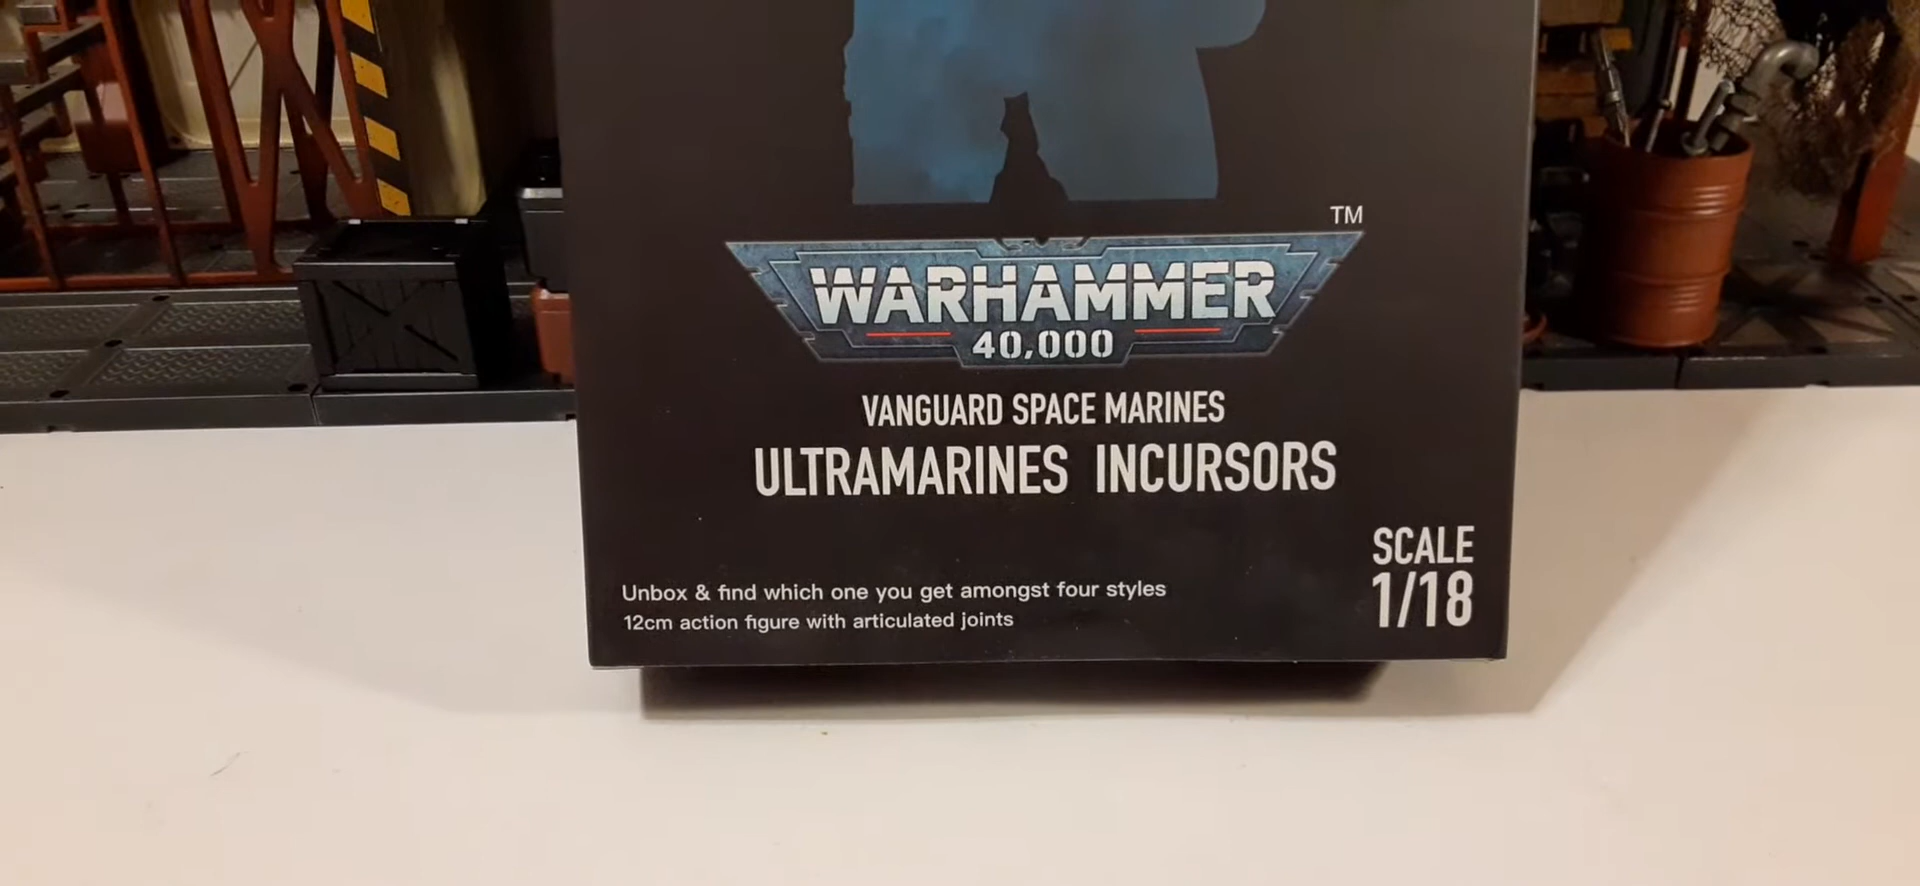 TM
WARHAMMER
40,000
VANGUARD SPACE MARINES
ULTRAMARINES INCURSORS
SCALE
1/18
Unbox & find which one you get amongst four styles
12cm action figure with articulated joints